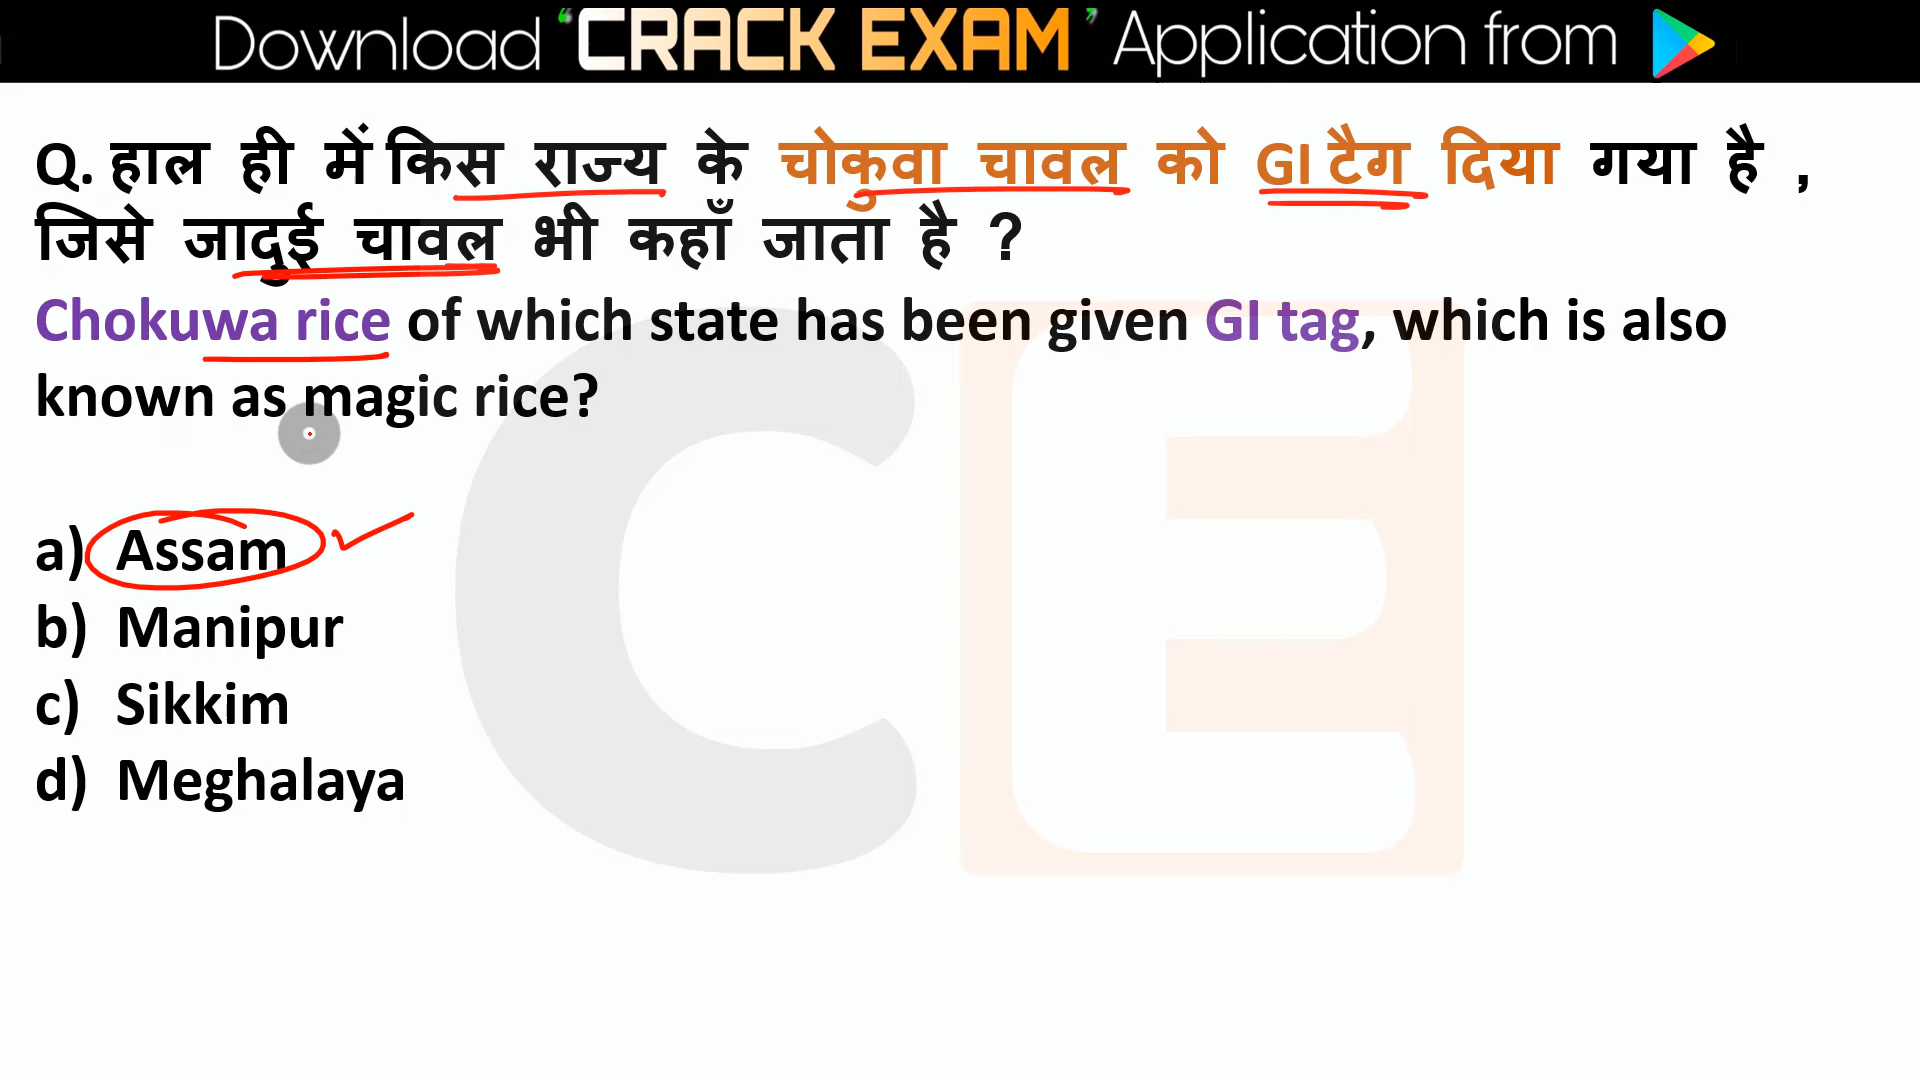 Download ‘CRACK EXAM’ Application from
Q. हाल ही में किस राज्य के चोकुवा चावल को GI टैग दिया गया है ,
जिसे जादुई चावल भी कहाँ जाता है ?
Chokuwa rice of which state has been given GI tag, which is also
known as magic rice?
a) Assam
b) Manipur
c) Sikkim
d) Meghalaya
CE